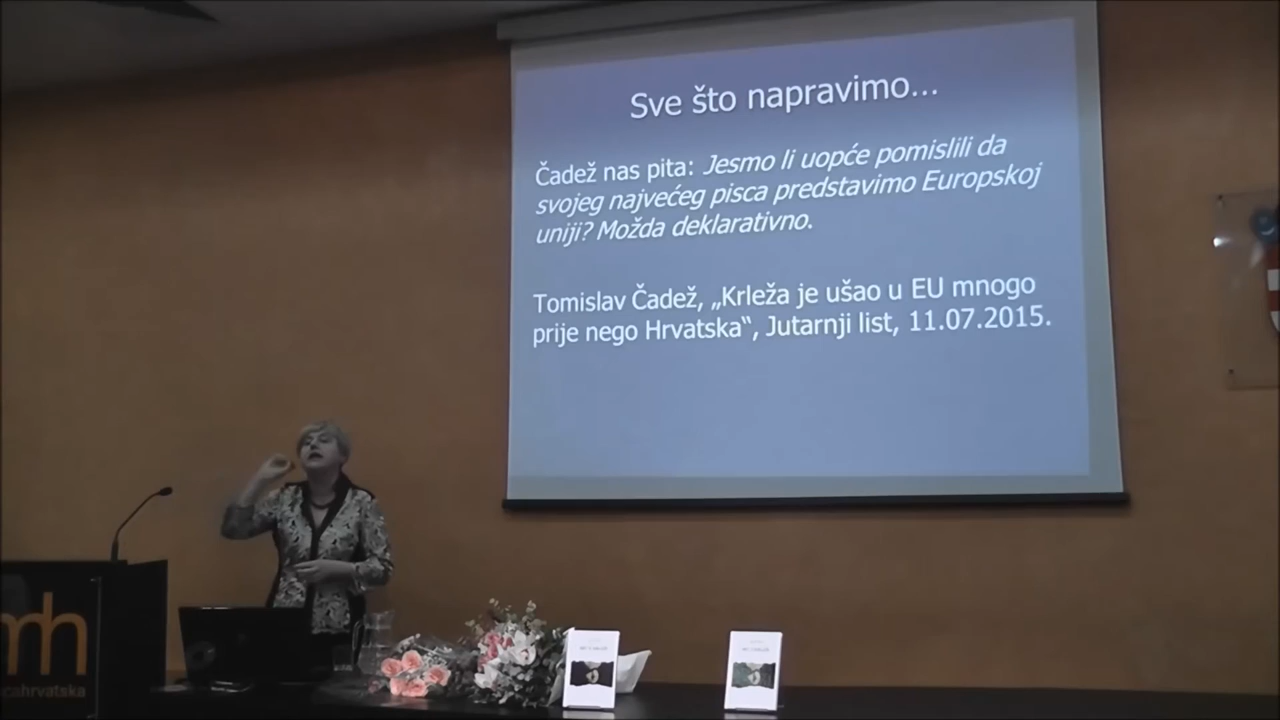 Sve što napravimo...
Čadež nas pita: Jesmo li uopće pomislili da
svojeg najvećeg pisca predstavimo Europskoj
uniji? Možda deklarativno.
Tomislav Čadež, „Krleža je ušao u EU mnogo
prije nego Hrvatska“, Jutarnji list, 11.07.2015.
mh
cahrvatska